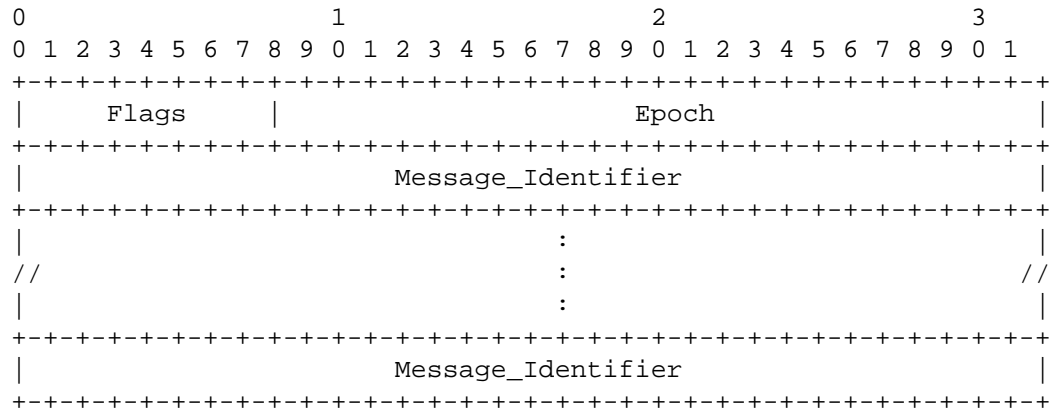 0                   1                   2                   3
0 1 2 3 4 5 6 7 8 9 0 1 2 3 4 5 6 7 8 9 0 1 2 3 4 5 6 7 8 9 0 1
+-+-+-+-+-+-+-+-+-+-+-+-+-+-+-+-+-+-+-+-+-+-+-+-+-+-+-+-+-+-+-+-+
|     Flags     |                      Epoch                    |
+-+-+-+-+-+-+-+-+-+-+-+-+-+-+-+-+-+-+-+-+-+-+-+-+-+-+-+-+-+-+-+-+
|                       Message_Identifier                      |
+-+-+-+-+-+-+-+-+-+-+-+-+-+-+-+-+-+-+-+-+-+-+-+-+-+-+-+-+-+-+-+-+
|                                 :                             |
//                                :                            //
|                                 :                             |
+-+-+-+-+-+-+-+-+-+-+-+-+-+-+-+-+-+-+-+-+-+-+-+-+-+-+-+-+-+-+-+-+
|                       Message_Identifier                      |
+-+-+-+-+-+-+-+-+-+-+-+-+-+-+-+-+-+-+-+-+-+-+-+-+-+-+-+-+-+-+-+-+